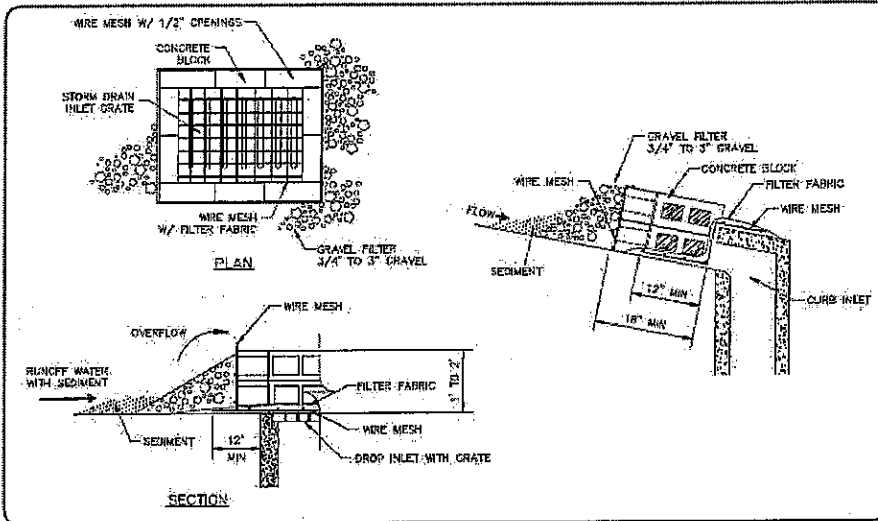 WIRE MESH W/ 1/2" OPENINGS
CONCRETE
BLOCK
STORM DRAIN
INLET GRATE
WIRE MESH
W/ FILTER FABRIC
GRAVEL FILTER
3/4" TO 3" GRAVEL
PLAN
GRAVEL FILTER
3/4" TO 3" GRAVEL
CONCRETE BLOCK
FILTER FABRIC
WIRE MESH
WIRE MESH
FLOW
SEDIMENT
12" MIN
18" MIN
CURB INLET
WIRE MESH
OVERFLOW
RUNOFF WATER
WITH SEDIMENT
FILTER FABRIC
1' TO 2'
SEDIMENT
12"
MIN
WIRE MESH
DROP INLET WITH GRATE
SECTION